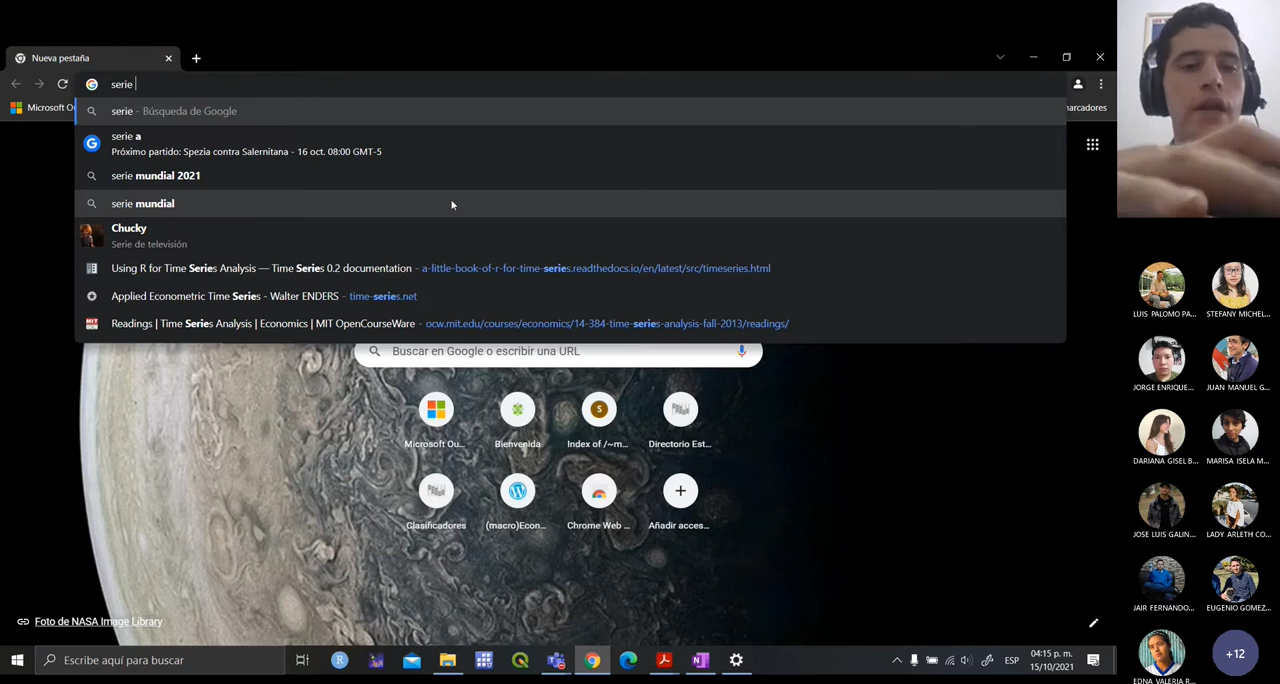 Nueva pestaña
serie
Microsoft Ou
marcadores
serie - Búsqueda de Google
serie a
Próximo partido: Spezia contra Salernitana - 16 oct. 08:00 GMT-5
serie mundial 2021
serie mundial
Chucky
Serie de televisión
Using R for Time Series Analysis — Time Series 0.2 documentation - a-little-book-of-r-for-time-series.readthedocs.io/en/latest/src/timeseries.html
Applied Econometric Time Series - Walter ENDERS - time-series.net
Readings | Time Series Analysis | Economics | MIT OpenCourseWare - ocw.mit.edu/courses/economics/14-384-time-series-analysis-fall-2013/readings/
Buscar en Google o escribir una URL
Microsoft Ou...
Bienvenida
Index of /~m...
Directorio Est...
Clasificadores
(macro)Econ...
Chrome Web ...
Añadir acces...
Foto de NASA Image Library
Escribe aquí para buscar
ESP
04:15 p. m.
15/10/2021
LUIS PALOMO PA...
STEFANY MICHEL...
JORGE ENRIQUE...
JUAN MANUEL G...
DARIANA GISEL B...
MARISA ISELA M...
JOSE LUIS GALIN...
LADY ARLETH CO...
JAIR FERNANDO...
EUGENIO GOMEZ...
EDNA VALERIA R...
+12